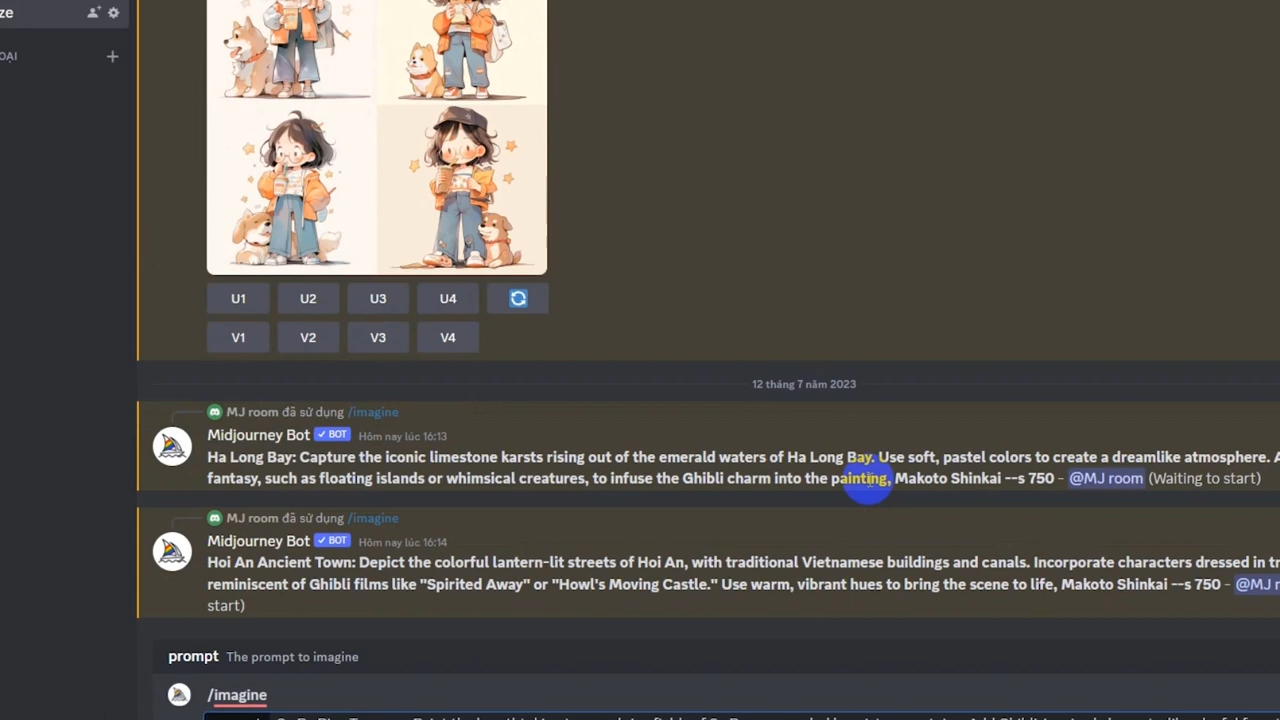 ze
OẠI
U1 U2 U3 U4
V1 V2 V3 V4
12 tháng 7 năm 2023
MJ room đã sử dụng /imagine
Midjourney Bot ✓ BOT Hôm nay lúc 16:13
Ha Long Bay: Capture the iconic limestone karsts rising out of the emerald waters of Ha Long Bay. Use soft, pastel colors to create a dreamlike atmosphere. A
fantasy, such as floating islands or whimsical creatures, to infuse the Ghibli charm into the painting, Makoto Shinkai --s 750 - @MJ room (Waiting to start)
MJ room đã sử dụng /imagine
Midjourney Bot ✓ BOT Hôm nay lúc 16:14
Hoi An Ancient Town: Depict the colorful lantern-lit streets of Hoi An, with traditional Vietnamese buildings and canals. Incorporate characters dressed in tr
reminiscent of Ghibli films like "Spirited Away" or "Howl's Moving Castle." Use warm, vibrant hues to bring the scene to life, Makoto Shinkai --s 750 - @MJ r
start)
prompt The prompt to imagine
/imagine